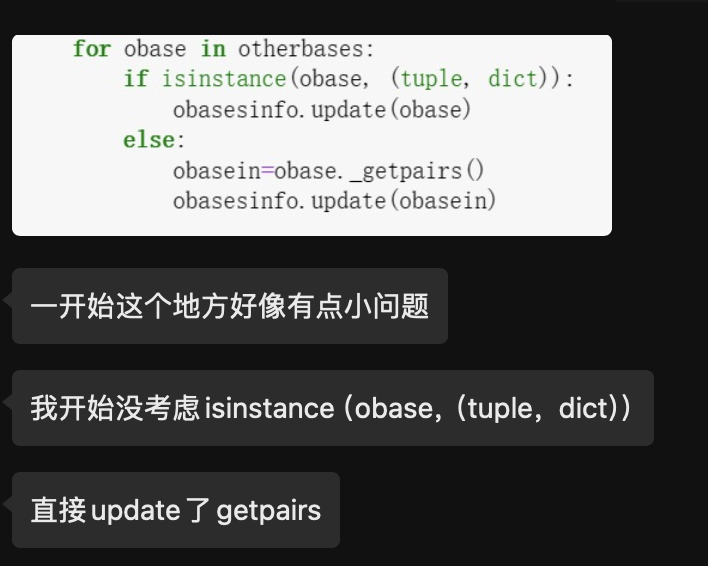 for obase in otherbases:
if isinstance(obase, (tuple, dict)):
obasesinfo.update(obase)
else:
obasein=obase._getpairs()
obasesinfo.update(obasein)
一开始这个地方好像有点小问题
我开始没考虑isinstance（obase,（tuple，dict））
直接update了getpairs